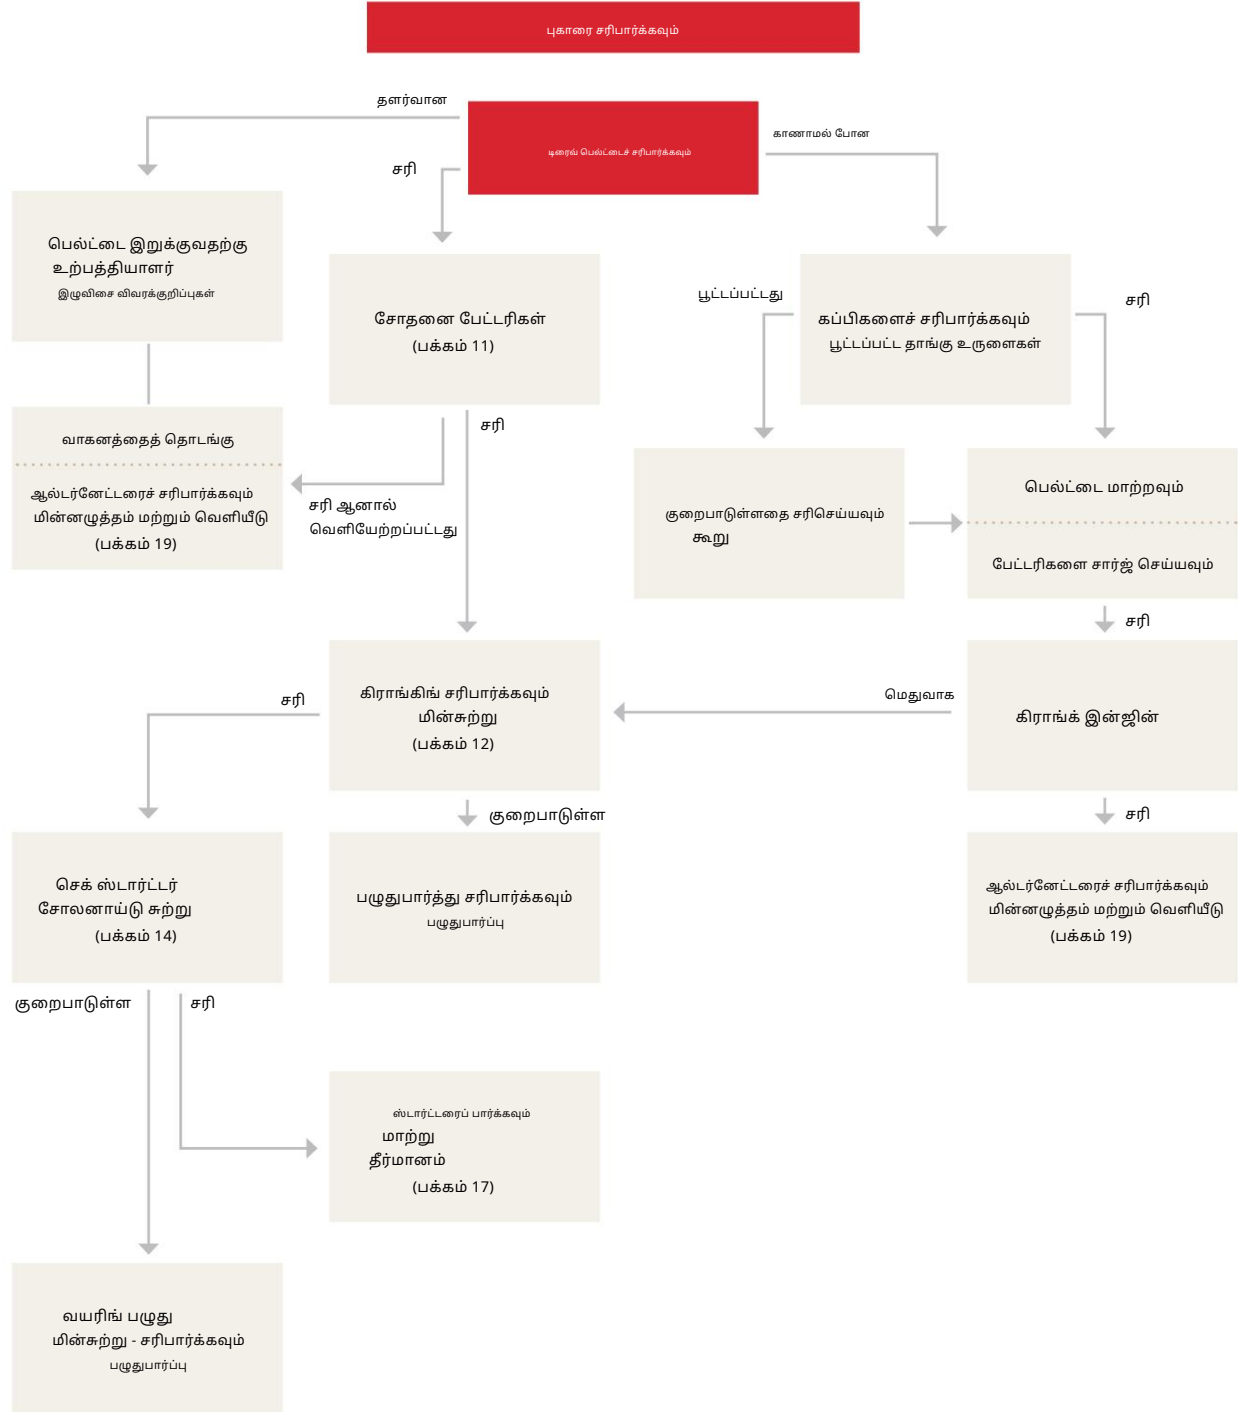 புகாரை சரிபார்க்கவும்
தளர்வான
காணாமல் போன
டிரைவ் பெல்ட்டைச் சரிபார்க்கவும்
சரி
பெல்ட்டை இறுக்குவதற்கு
உற்பத்தியாளர்
இழுவிசை விவரக்குறிப்புகள்
சோதனை பேட்டரிகள்
(பக்கம் 11)
பூட்டப்பட்டது
கப்பிகளைச் சரிபார்க்கவும்
பூட்டப்பட்ட தாங்கு உருளைகள்
சரி
வாகனத்தைத் தொடங்கு
ஆல்டர்னேட்டரைச் சரிபார்க்கவும்
மின்னழுத்தம் மற்றும் வெளியீடு
(பக்கம் 19)
சரி
சரி ஆனால்
வெளியேற்றப்பட்டது
குறைபாடுள்ளதை சரிசெய்யவும்
கூறு
பெல்ட்டை மாற்றவும்
பேட்டரிகளை சார்ஜ் செய்யவும்
சரி
சரி
கிராங்கிங் சரிபார்க்கவும்
மின்சுற்று
(பக்கம் 12)
மெதுவாக
கிராங்க் இன்ஜின்
குறைபாடுள்ள
சரி
செக் ஸ்டார்ட்டர்
சோலனாய்டு சுற்று
(பக்கம் 14)
பழுதுபார்த்து சரிபார்க்கவும்
பழுதுபார்ப்பு
ஆல்டர்னேட்டரைச் சரிபார்க்கவும்
மின்னழுத்தம் மற்றும் வெளியீடு
(பக்கம் 19)
குறைபாடுள்ள
சரி
ஸ்டார்ட்டரைப் பார்க்கவும்
மாற்று
தீர்மானம்
(பக்கம் 17)
வயரிங் பழுது
மின்சுற்று - சரிபார்க்கவும்
பழுதுபார்ப்பு